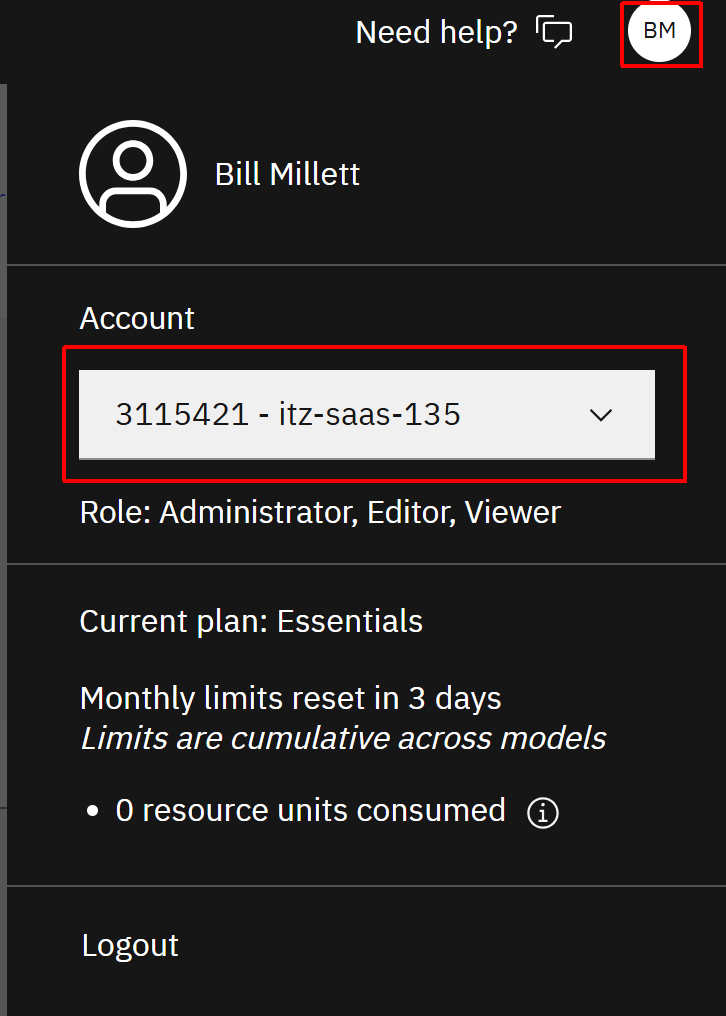 Need help?
BM
Bill Millett
Account
3115421 - itz-saas-135
Role: Administrator, Editor, Viewer
Current plan: Essentials
Monthly limits reset in 3 days
Limits are cumulative across models
• 0 resource units consumed
Logout